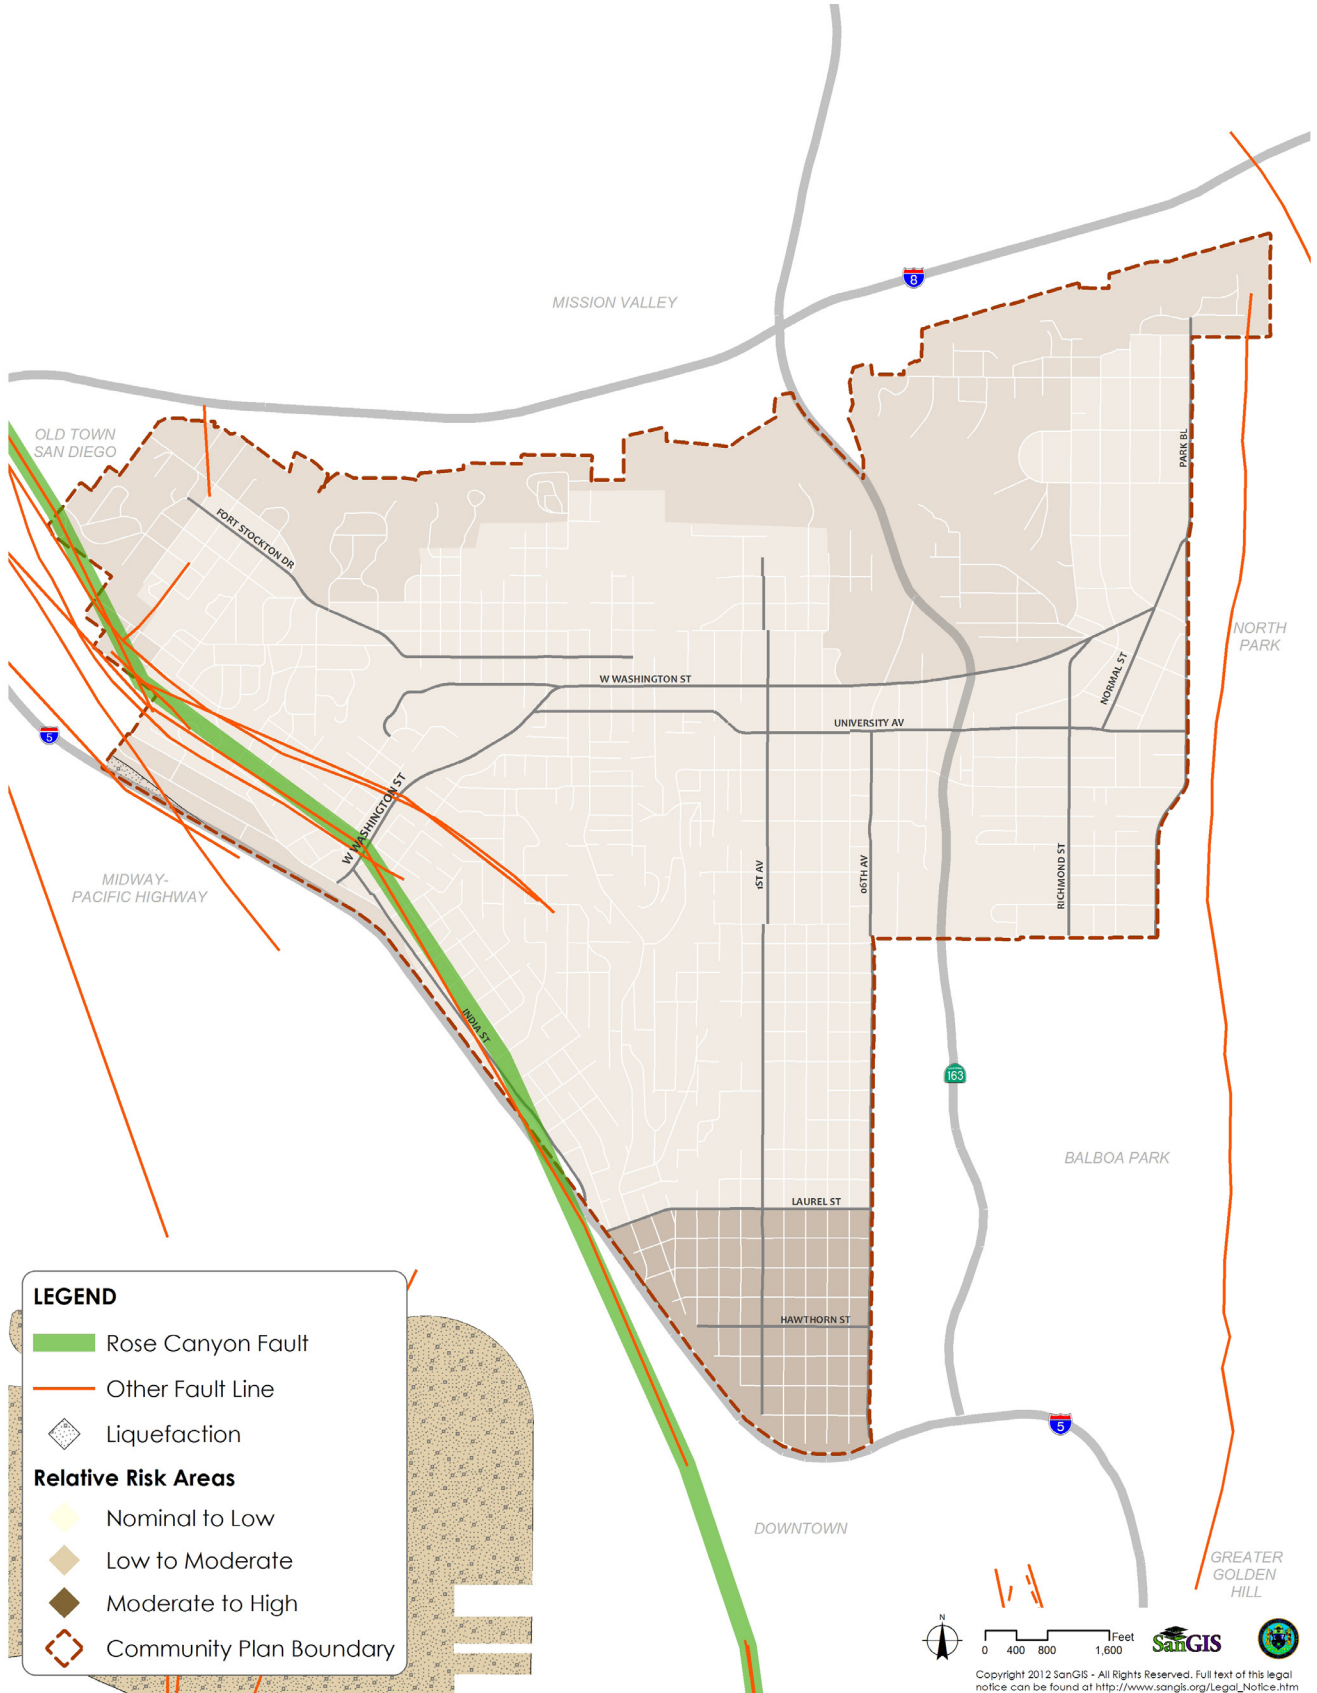 MISSION VALLEY
8
OLD TOWN
SAN DIEGO
PARK BL
FORT STOCKTON DR
NORTH
PARK
NORMAL ST
W WASHINGTON ST
UNIVERSITY AV
5
W WASHINGTON ST
1ST AV
06TH AV
RICHMOND ST
MIDWAY-
PACIFIC HIGHWAY
INDIA ST
163
BALBOA PARK
LAUREL ST
HAWTHORN ST
5
DOWNTOWN
GREATER
GOLDEN
HILL
LEGEND
Rose Canyon Fault
Other Fault Line
Liquefaction
Relative Risk Areas
Nominal to Low
Low to Moderate
Moderate to High
Community Plan Boundary
N
0 400 800 1,600 Feet
SanGIS
Copyright 2012 SanGIS - All Rights Reserved. Full text of this legal
notice can be found at http://www.sangis.org/Legal_Notice.htm